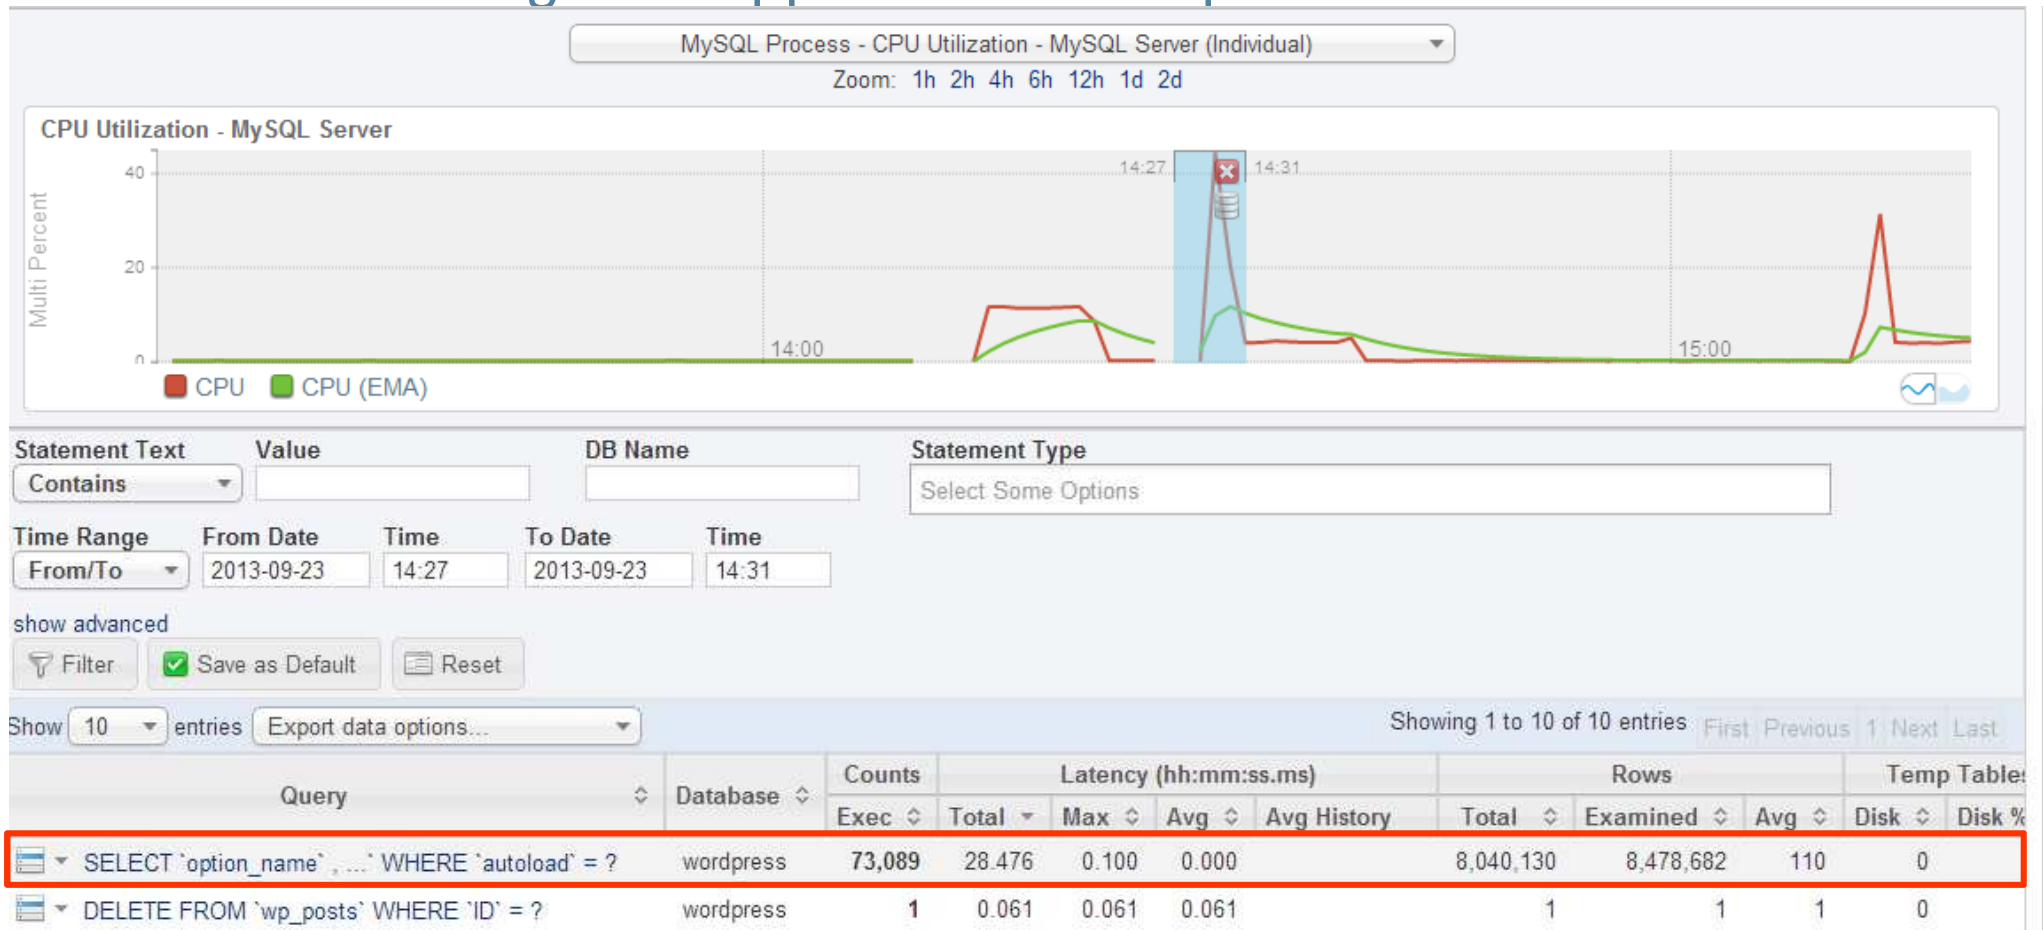 MySQL Process - CPU Utilization - MySQL Server (Individual)
Zoom: 1h 2h 4h 6h 12h 1d 2d
CPU Utilization - MySQL Server
Multi Percent
40
20
0
14:27
14:31
14:00
15:00
CPU CPU (EMA)
Statement Text Value DB Name Statement Type
Contains Select Some Options
Time Range From Date Time To Date Time
From/To 2013-09-23 14:27 2013-09-23 14:31
show advanced
Filter Save as Default Reset
Show 10 entries Export data options... Showing 1 to 10 of 10 entries First Previous 1 Next Last
Query Database Counts Latency (hh:mm:ss.ms) Rows Temp Tables
Exec Total Max Avg Avg History Total Examined Avg Disk Disk %
SELECT `option_name` , ...` WHERE `autoload` = ? wordpress 73,089 28.476 0.100 0.000 8,040,130 8,478,682 110 0
DELETE FROM `wp_posts` WHERE `ID` = ? wordpress 1 0.061 0.061 0.061 1 1 1 0